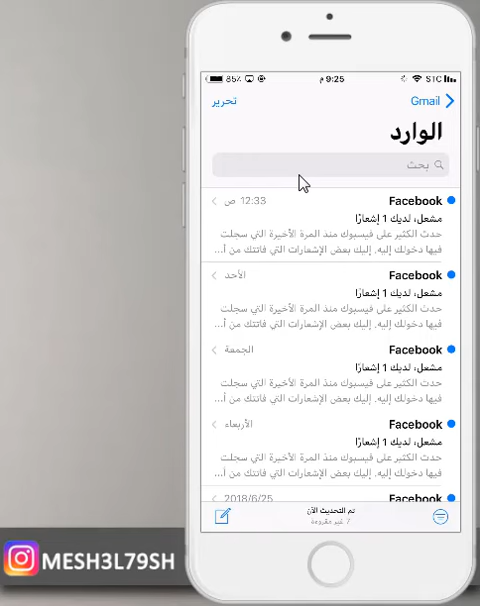 85% 9:25 م STC
Gmail تحرير
الوارد
بحث
Facebook 12:33 ص
مشعل، لديك 1 إشعارًا
حدث الكثير على فيسبوك منذ المرة الأخيرة التي سجلت
فيها دخولك إليه. إليك بعض الإشعارات التي فاتتك من أ...
Facebook الأحد
مشعل، لديك 1 إشعارًا
حدث الكثير على فيسبوك منذ المرة الأخيرة التي سجلت
فيها دخولك إليه. إليك بعض الإشعارات التي فاتتك من أ...
Facebook الجمعة
مشعل، لديك 1 إشعارًا
حدث الكثير على فيسبوك منذ المرة الأخيرة التي سجلت
فيها دخولك إليه. إليك بعض الإشعارات التي فاتتك من أ...
Facebook الأربعاء
مشعل، لديك 1 إشعارًا
حدث الكثير على فيسبوك منذ المرة الأخيرة التي سجلت
فيها دخولك إليه. إليك بعض الإشعارات التي فاتتك من أ...
Facebook 2018/6/25
تم التحديث الآن
7 غير مقروءة
MESH3L79SH